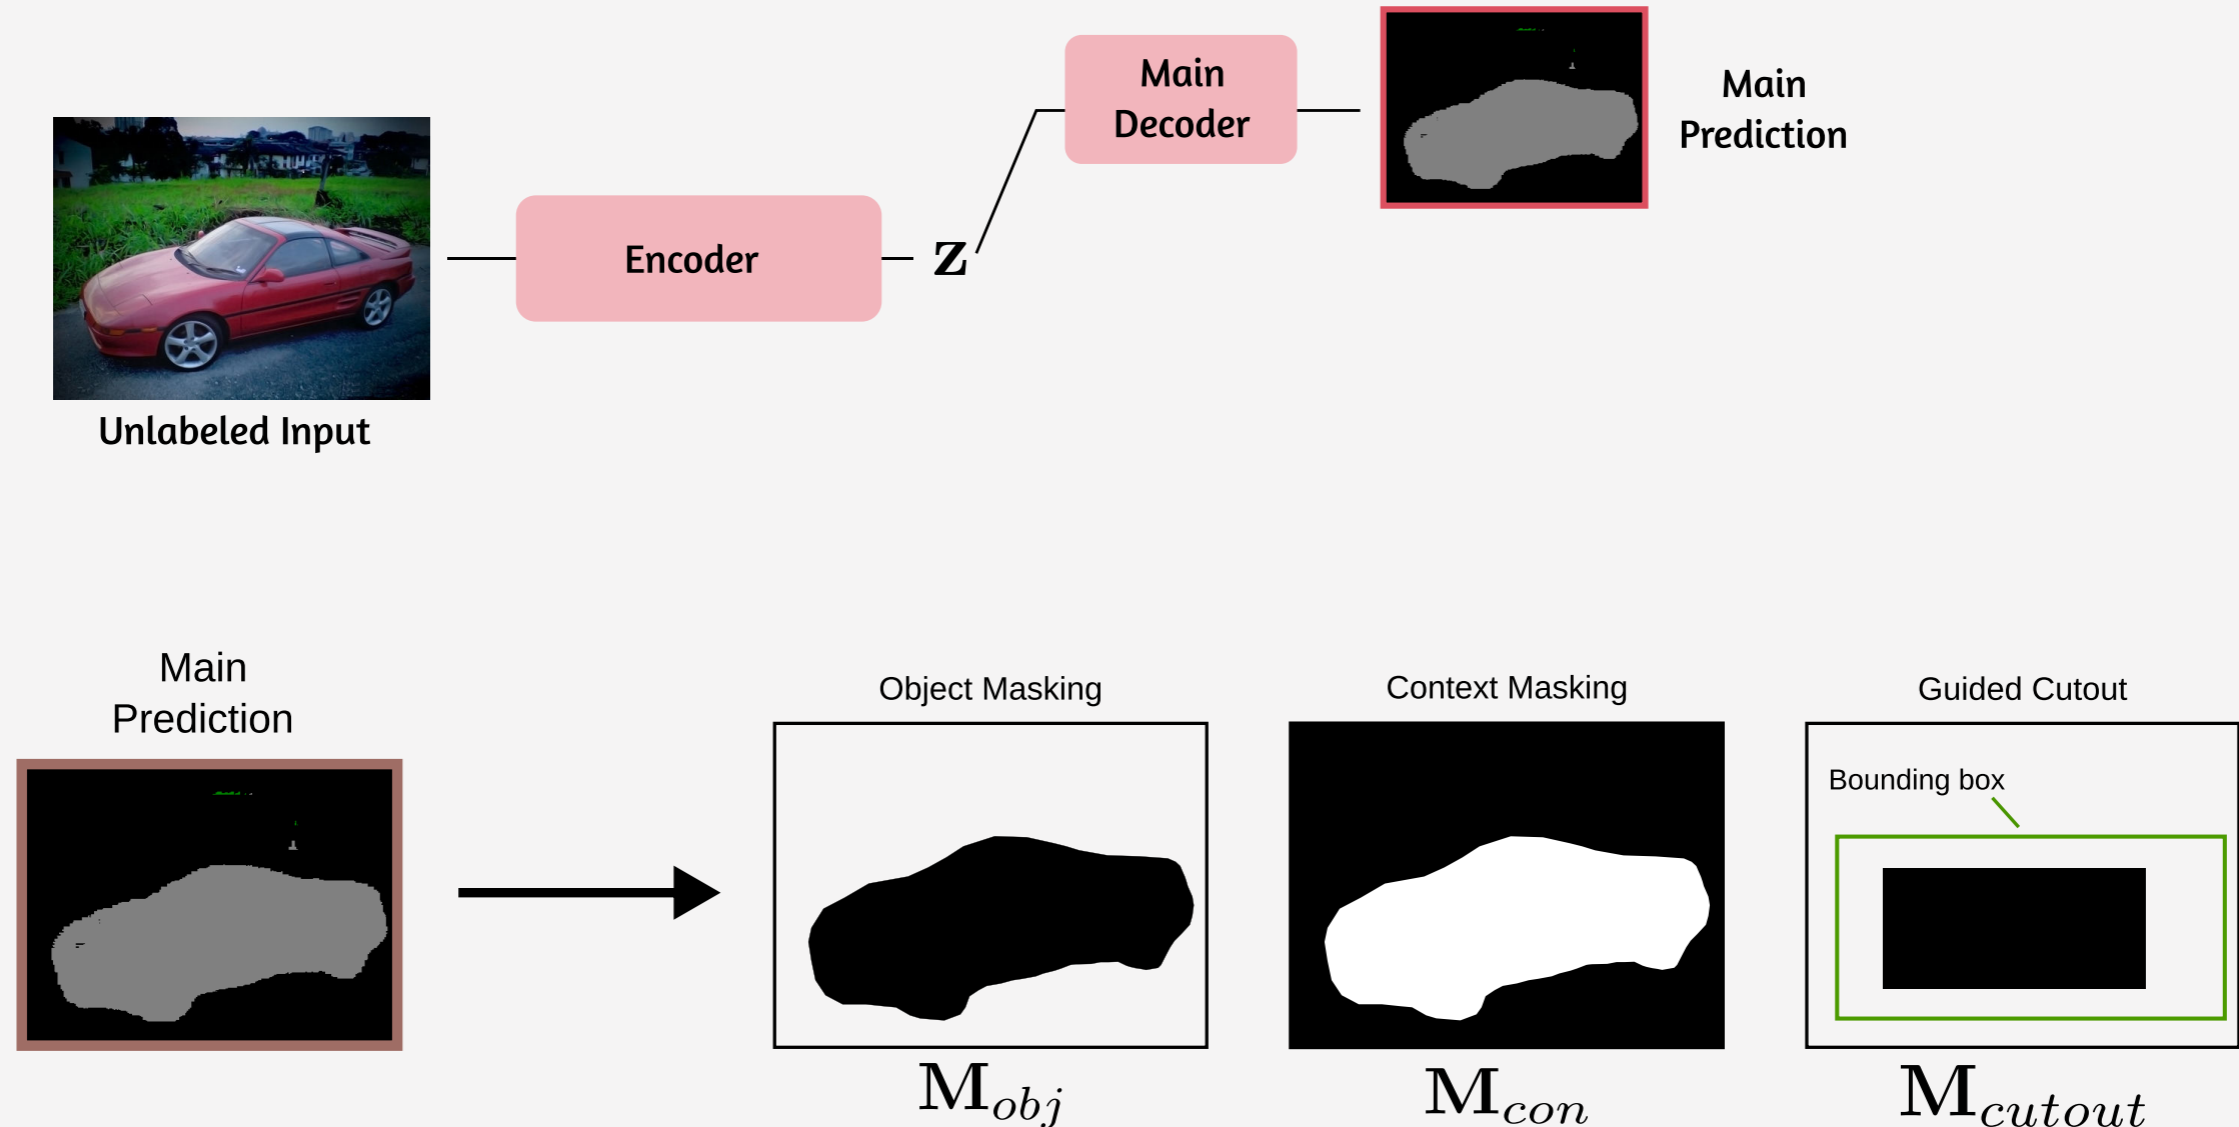 Main
Decoder
Main
Prediction
Encoder
z
Unlabeled Input
Main
Prediction
Object Masking
Context Masking
Guided Cutout
Bounding box
M_obj
M_con
M_cutout